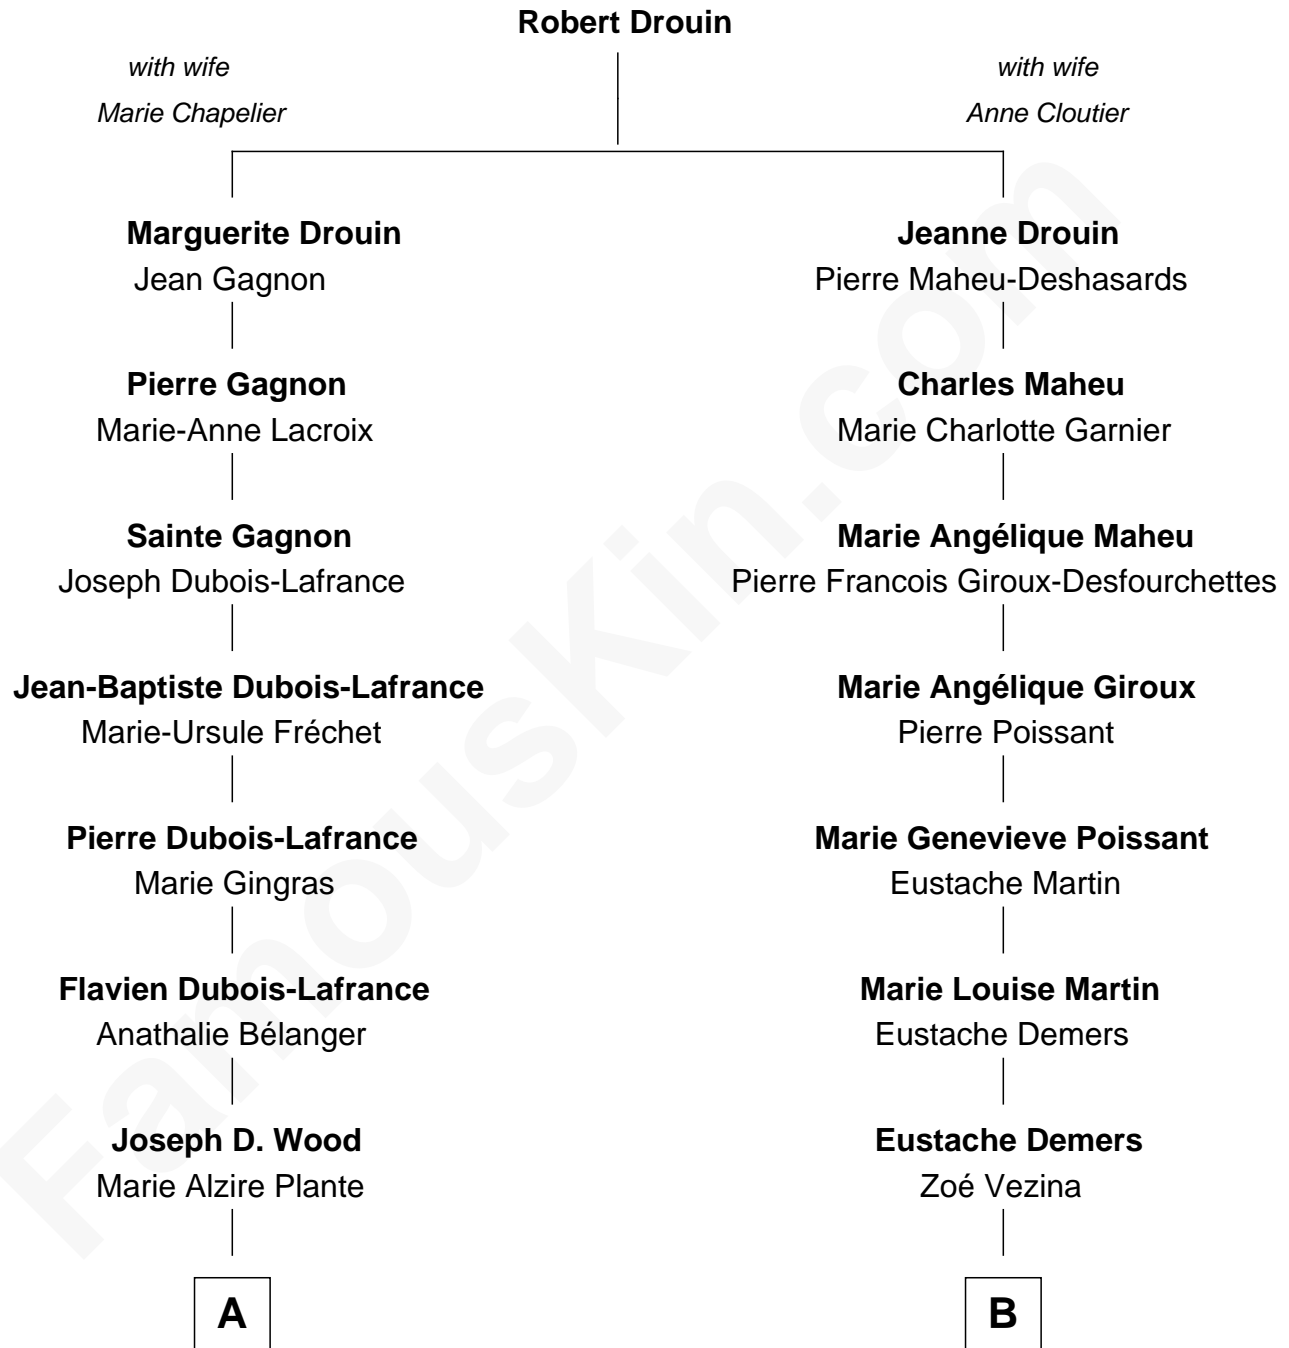 Robert Drouin
with wife
Marie Chapelier
with wife
Anne Cloutier
Marguerite Drouin
Jean Gagnon
Jeanne Drouin
Pierre Maheu-Deshasards
Pierre Gagnon
Marie-Anne Lacroix
Charles Maheu
Marie Charlotte Garnier
Sainte Gagnon
Joseph Dubois-Lafrance
Marie Angélique Maheu
Pierre Francois Giroux-Desfourchettes
Jean-Baptiste Dubois-Lafrance
Marie-Ursule Fréchet
Marie Angélique Giroux
Pierre Poissant
Pierre Dubois-Lafrance
Marie Gingras
Marie Genevieve Poissant
Eustache Martin
Flavien Dubois-Lafrance
Anathalie Bélanger
Marie Louise Martin
Eustache Demers
Joseph D. Wood
Marie Alzire Plante
Eustache Demers
Zoé Vezina
A
B
FamousKin.com